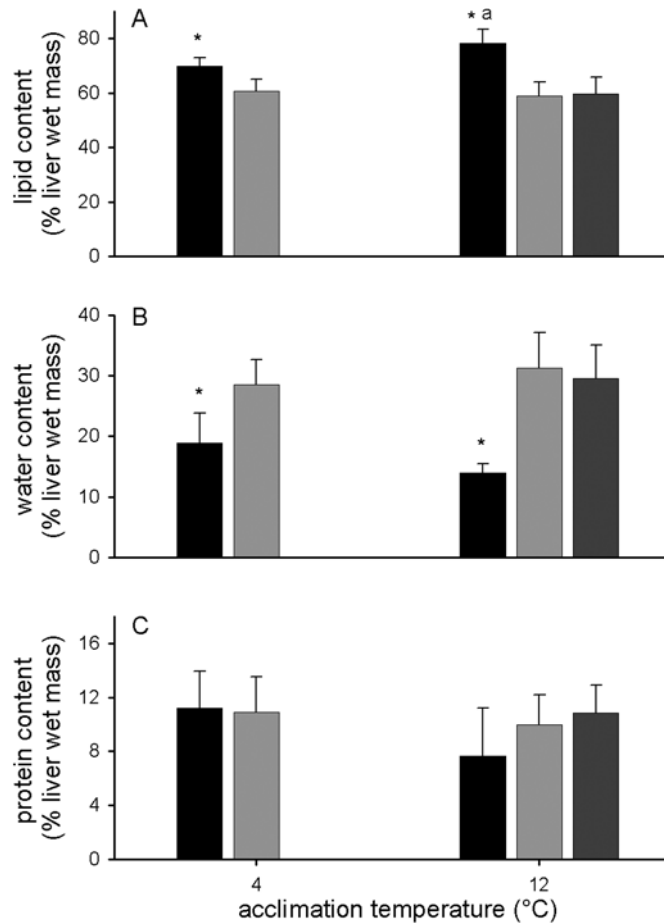 A
lipid content
(% liver wet mass)
80
60
40
20
0
*
* a
B
water content
(% liver wet mass)
40
30
20
10
0
*
*
C
protein content
(% liver wet mass)
16
12
8
4
0
4
12
acclimation temperature (°C)